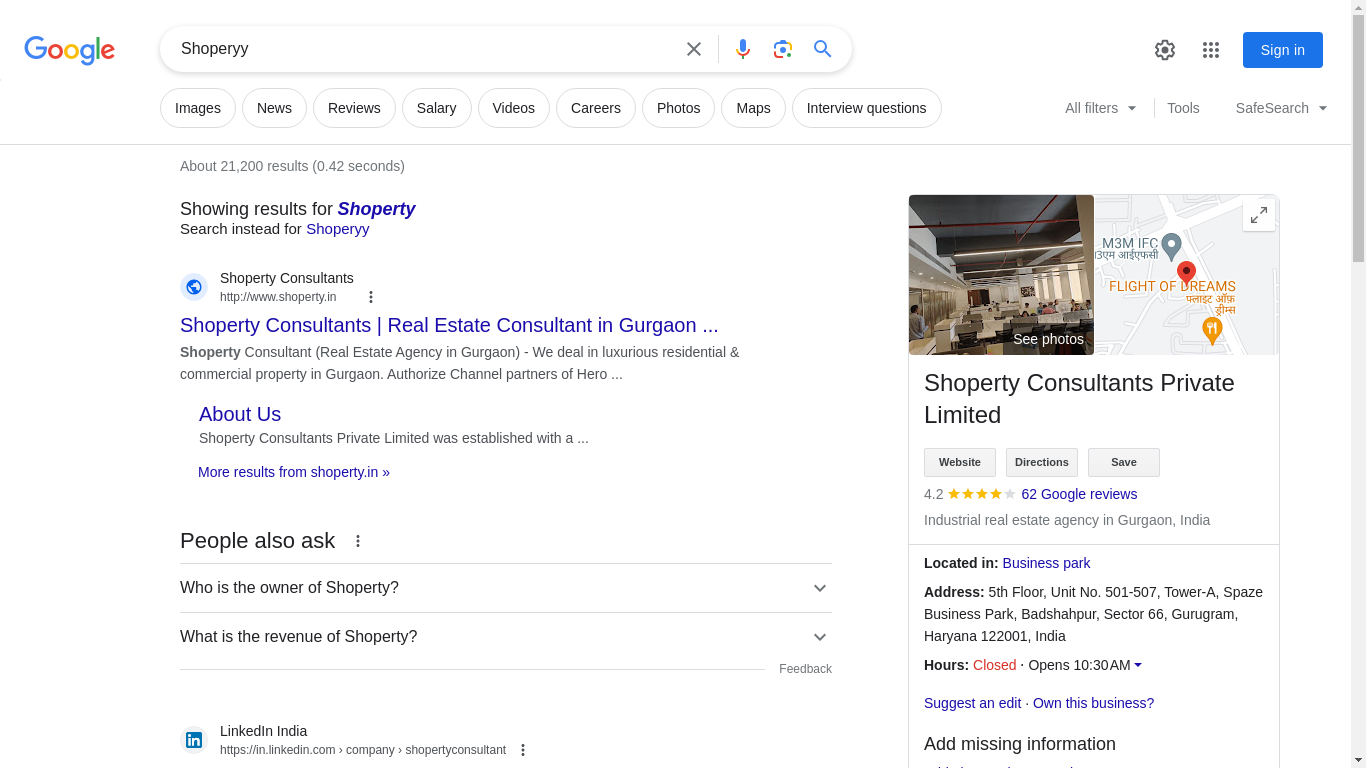 Google
Shoperyy
Sign in
Images
News
Reviews
Salary
Videos
Careers
Photos
Maps
Interview questions
All filters
Tools
SafeSearch
About 21,200 results (0.42 seconds)
Showing results for Shoperty
Search instead for Shoperyy
Shoperty Consultants
http://www.shoperty.in
Shoperty Consultants | Real Estate Consultant in Gurgaon ...
Shoperty Consultant (Real Estate Agency in Gurgaon) - We deal in luxurious residential &
commercial property in Gurgaon. Authorize Channel partners of Hero ...
About Us
Shoperty Consultants Private Limited was established with a ...
More results from shoperty.in »
People also ask
Who is the owner of Shoperty?
What is the revenue of Shoperty?
Feedback
LinkedIn India
https://in.linkedin.com › company › shopertyconsultant
See photos
M3M IFC
FLIGHT OF DREAMS
फ्लाइट ऑफ़
ड्रीम्स
Shoperty Consultants Private
Limited
Website
Directions
Save
4.2
62 Google reviews
Industrial real estate agency in Gurgaon, India
Located in: Business park
Address: 5th Floor, Unit No. 501-507, Tower-A, Spaze
Business Park, Badshahpur, Sector 66, Gurugram,
Haryana 122001, India
Hours: Closed ⋅ Opens 10:30 AM
Suggest an edit · Own this business?
Add missing information